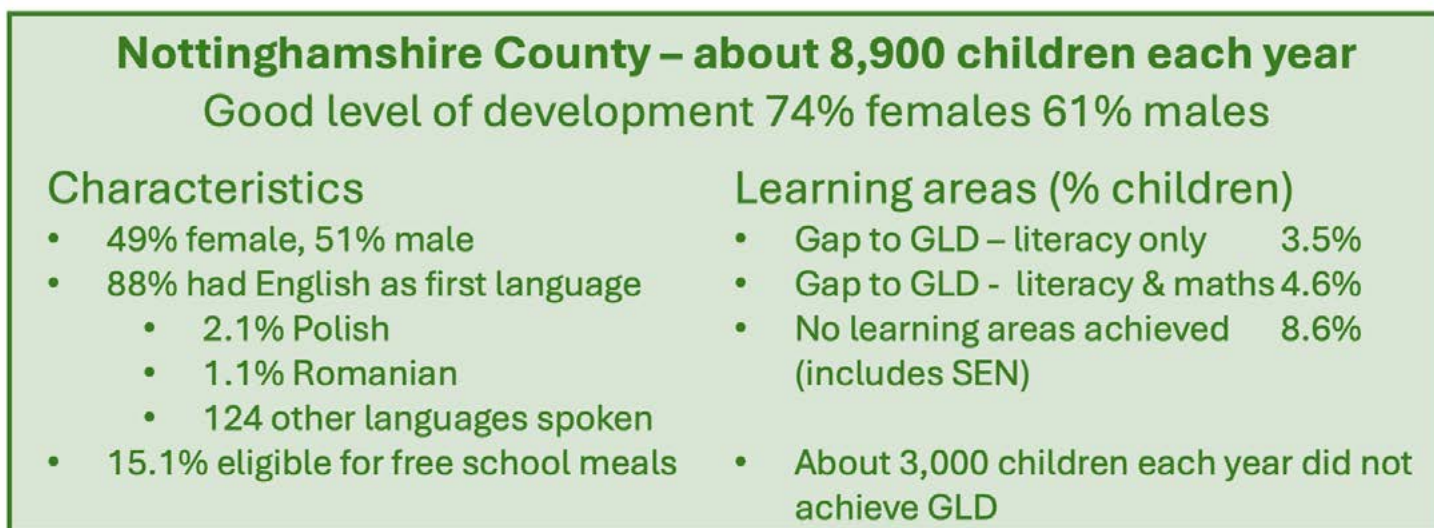 Nottinghamshire County – about 8,900 children each year
Good level of development 74% females 61% males
Characteristics
• 49% female, 51% male
• 88% had English as first language
• 2.1% Polish
• 1.1% Romanian
• 124 other languages spoken
• 15.1% eligible for free school meals
Learning areas (% children)
• Gap to GLD – literacy only 3.5%
• Gap to GLD - literacy & maths 4.6%
• No learning areas achieved 8.6%
(includes SEN)
• About 3,000 children each year did not
achieve GLD